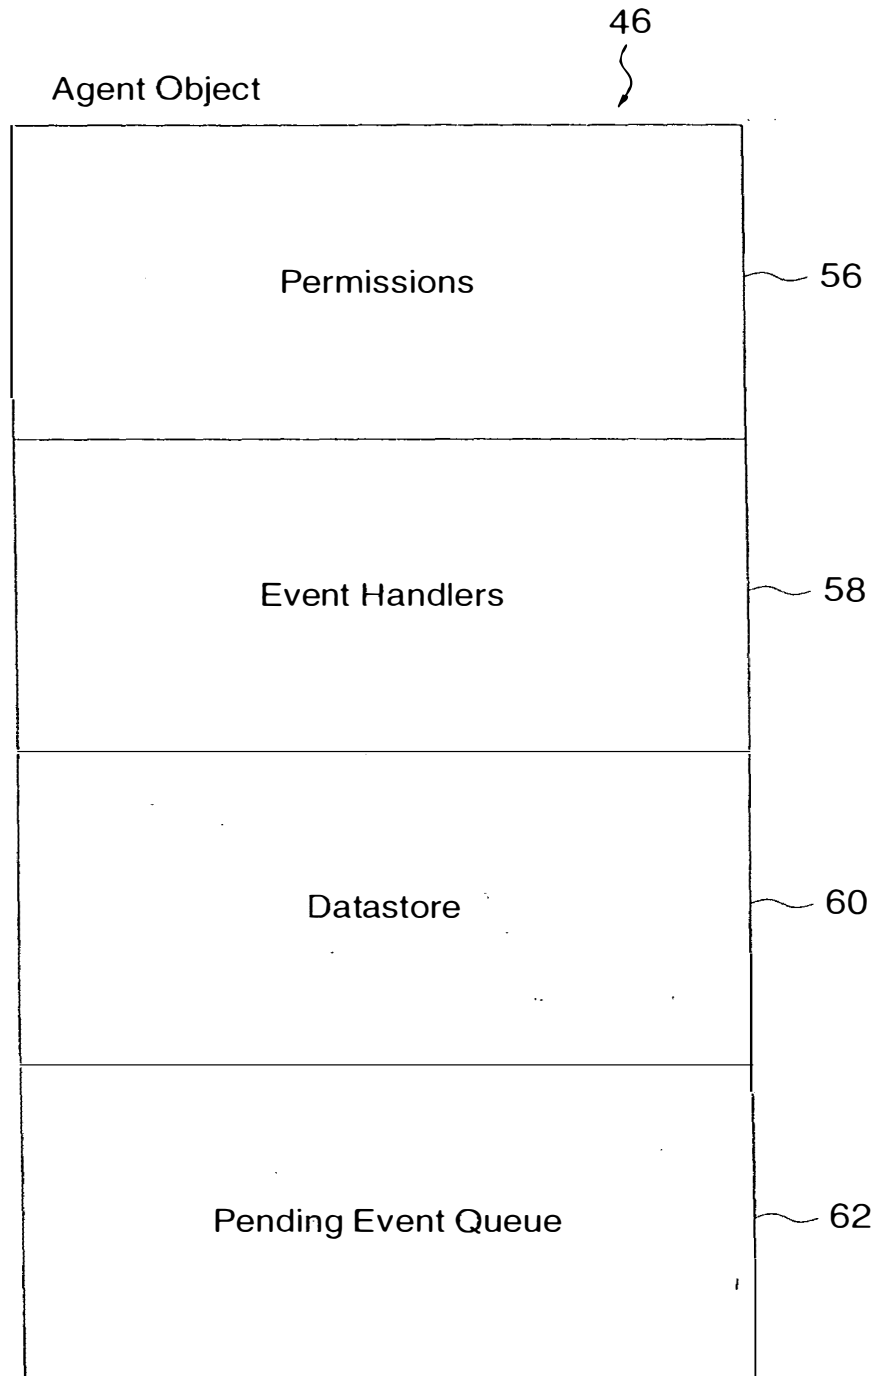 46
Agent Object
Permissions
56
Event Handlers
58
Datastore
60
Pending Event Queue
62